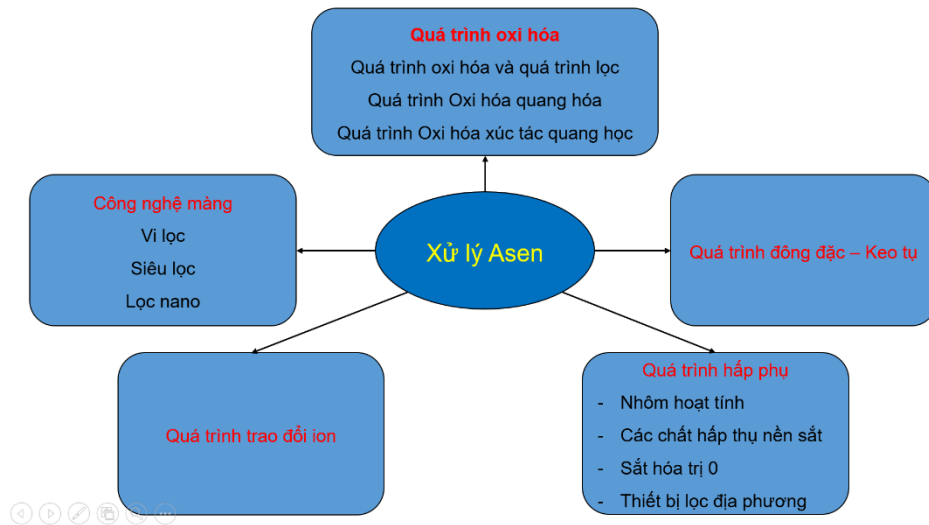 Quá trình oxi hóa
Quá trình oxi hóa và quá trình lọc
Quá trình Oxi hóa quang hóa
Quá trình Oxi hóa xúc tác quang học
Công nghệ màng
Vi lọc
Siêu lọc
Lọc nano
Xử lý Asen
Quá trình đông đặc – Keo tụ
Quá trình trao đổi ion
Quá trình hấp phụ
- Nhôm hoạt tính
- Các chất hấp thụ nền sắt
- Sắt hóa trị 0
- Thiết bị lọc địa phương